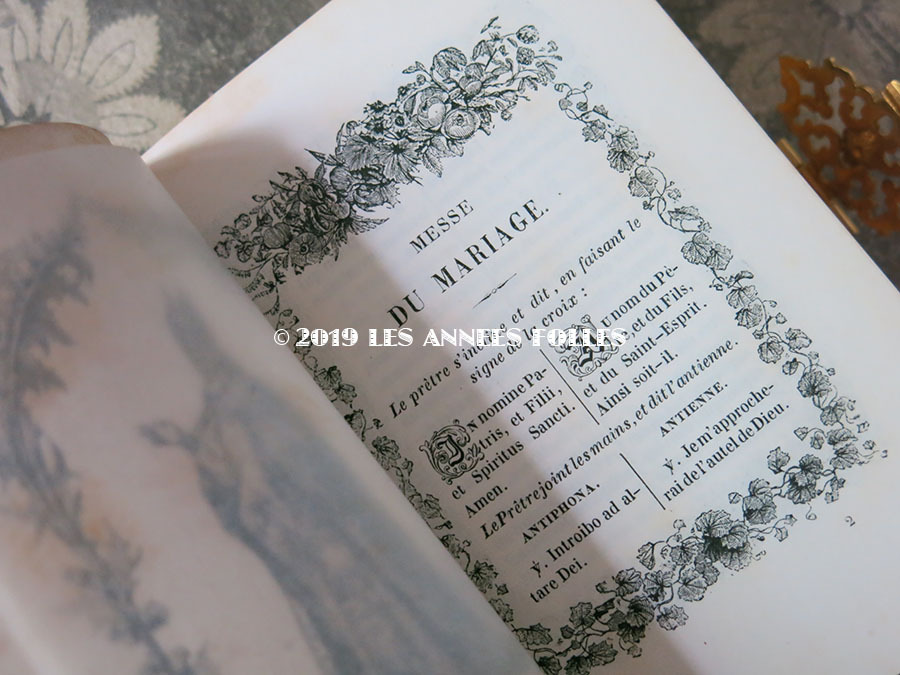 MESSE
DU MARIAGE.
Le prêtre s'incline et dit, en faisant le
signe de la croix :
IN nomine Pa-
tris, et Filii,
et Spiritus Sancti.
Amen.
AU nom du Pè-
re, et du Fils,
et du Saint-Esprit.
Ainsi soit-il.
Le Prêtre joint les mains, et dit l'antienne.
ANTIPHONA.
℣. Introibo ad al-
tare Dei.
ANTIENNE.
℣. Je m'approche-
rai de l'autel de Dieu.
2
© 2019 LES ANNEES FOLLES